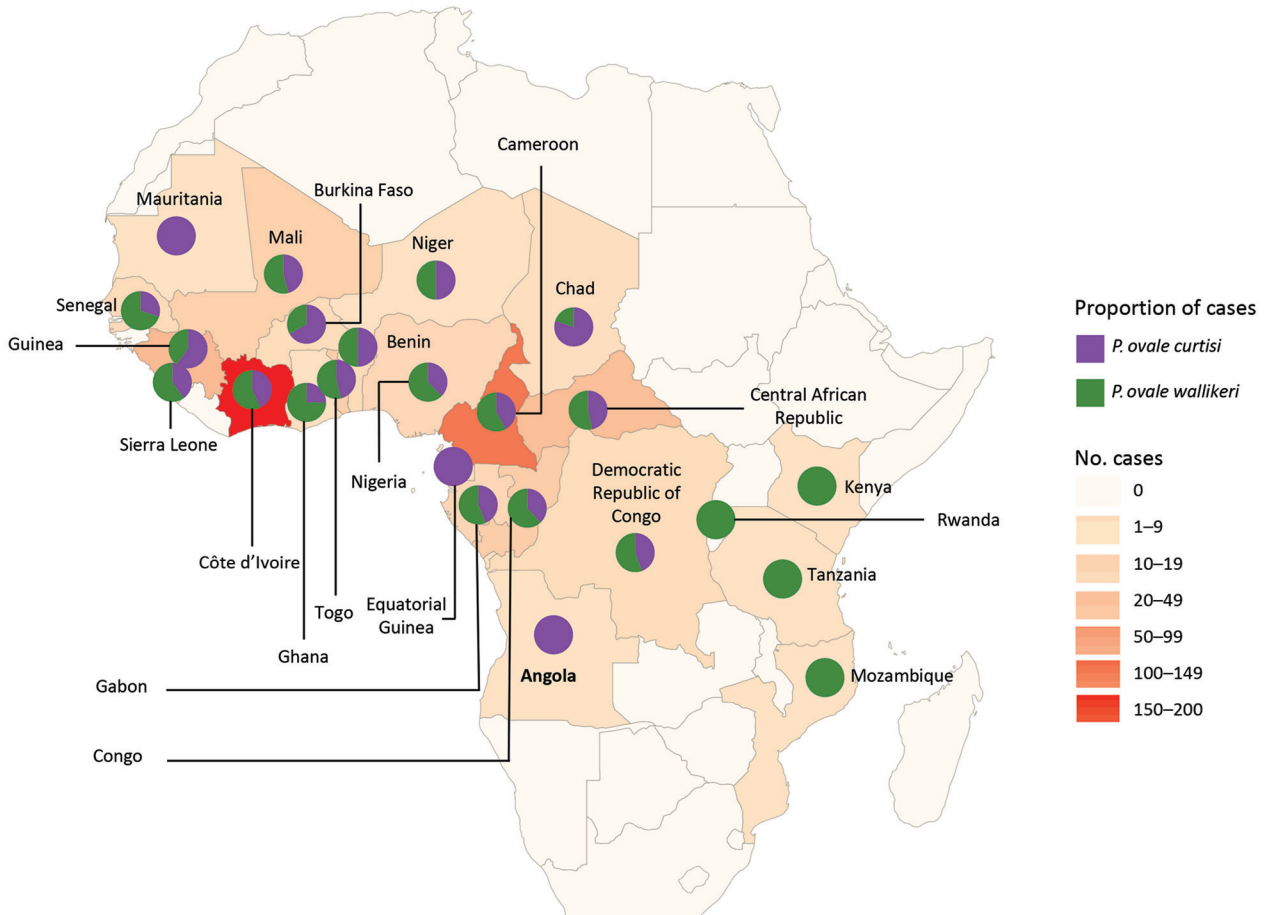 Cameroon
Burkina Faso
Mauritania
Mali
Niger
Chad
Senegal
Guinea
Benin
Sierra Leone
Nigeria
Central African
Republic
Democratic
Republic of
Congo
Kenya
Rwanda
Côte d’Ivoire
Tanzania
Togo
Equatorial
Guinea
Ghana
Angola
Mozambique
Gabon
Congo
Proportion of cases
P. ovale curtisi
P. ovale wallikeri
No. cases
0
1–9
10–19
20–49
50–99
100–149
150–200